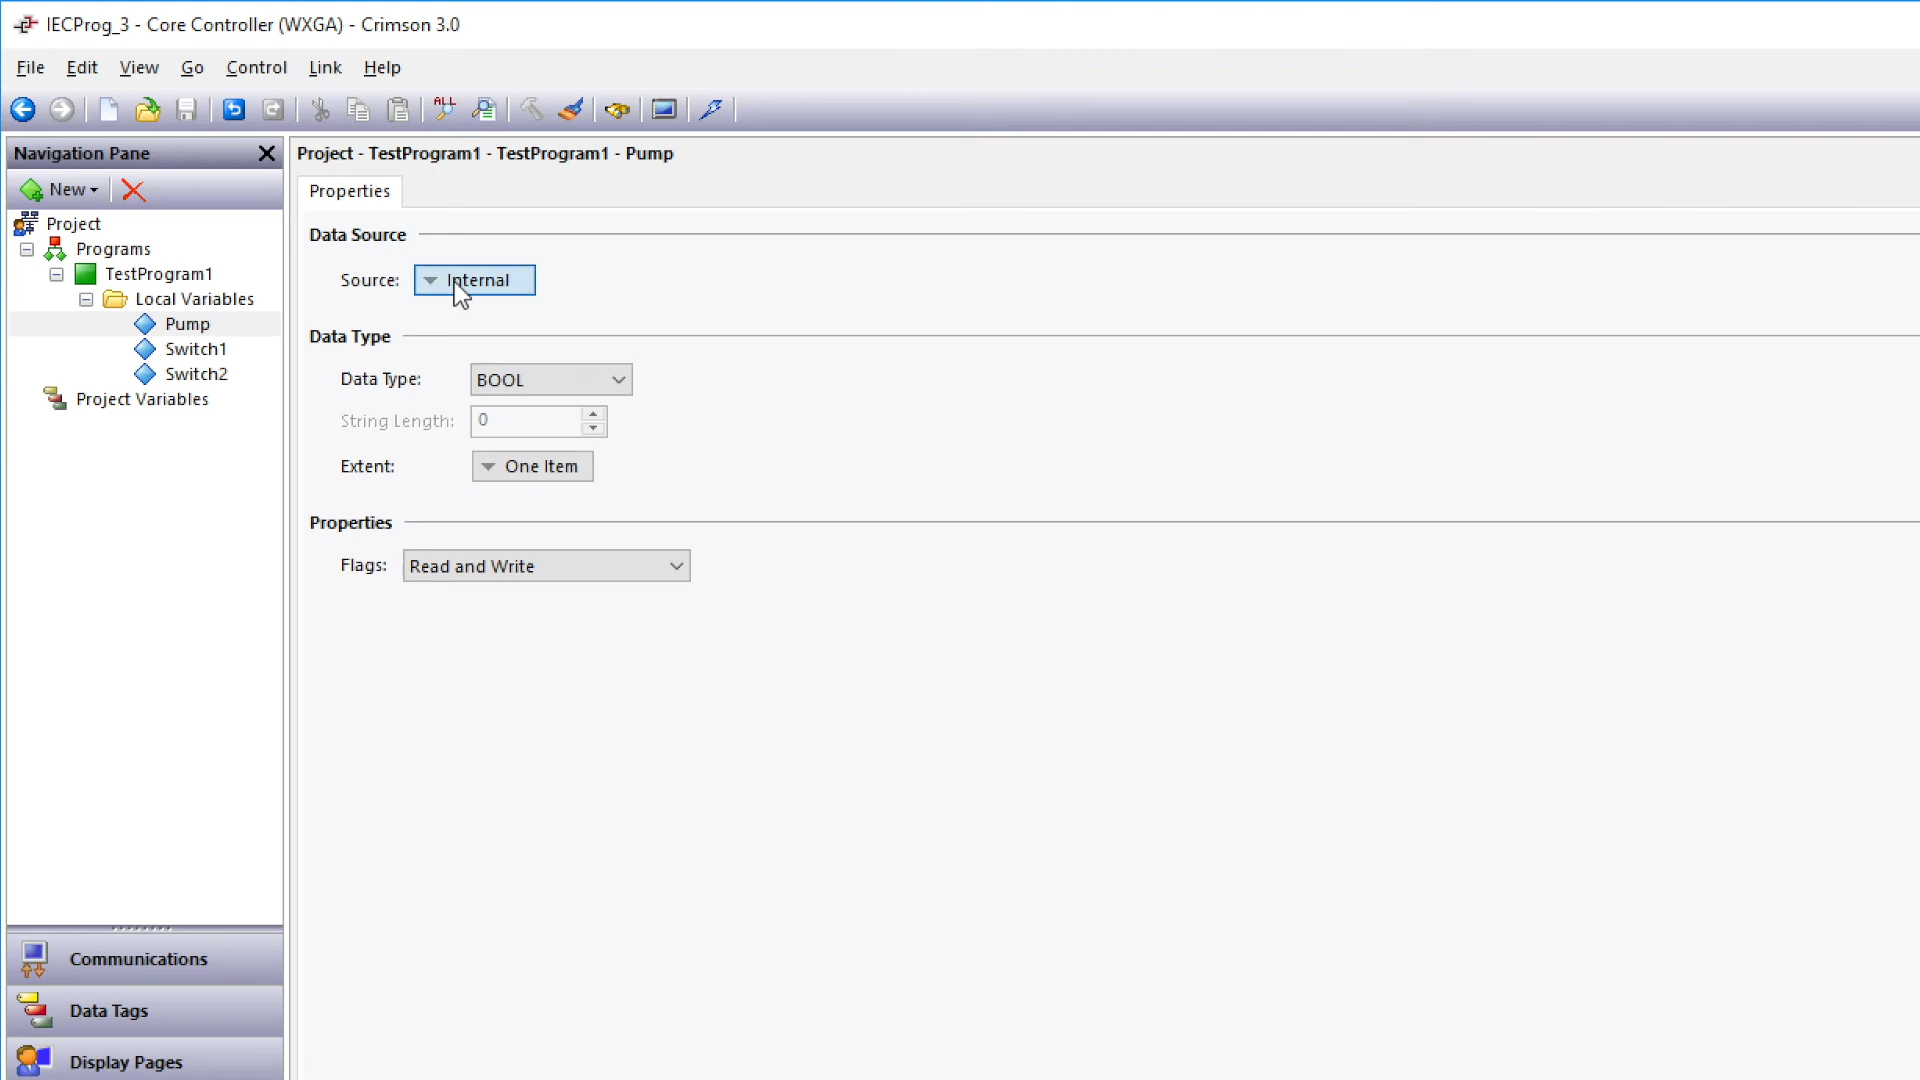 IECProg_3 - Core Controller (WXGA) - Crimson 3.0
File Edit View Go Control Link Help
ALL
Navigation Pane
New
Project
Programs
TestProgram1
Local Variables
Pump
Switch1
Switch2
Project Variables
Communications
Data Tags
Display Pages
Project - TestProgram1 - TestProgram1 - Pump
Properties
Data Source
Source: Internal
Data Type
Data Type: BOOL
String Length: 0
Extent: One Item
Properties
Flags: Read and Write